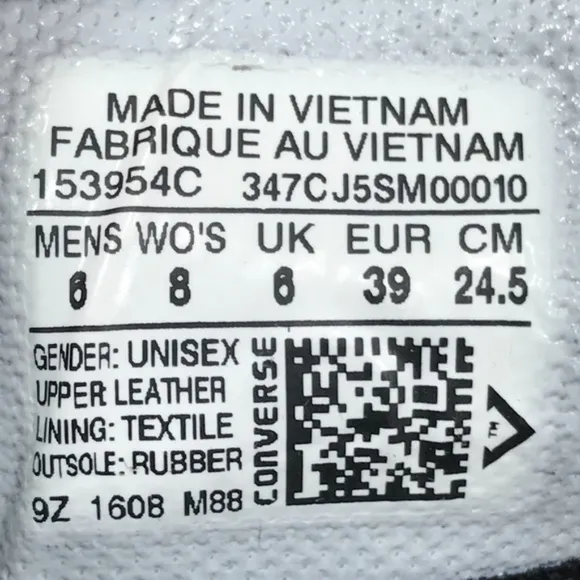 MADE IN VIETNAM
FABRIQUE AU VIETNAM
153954C 347CJ5SM00010
MENS WO'S UK EUR CM
6 8 6 39 24.5
GENDER: UNISEX
UPPER LEATHER
LINING: TEXTILE
OUTSOLE: RUBBER
9Z 1608 M88
CONVERSE
TM